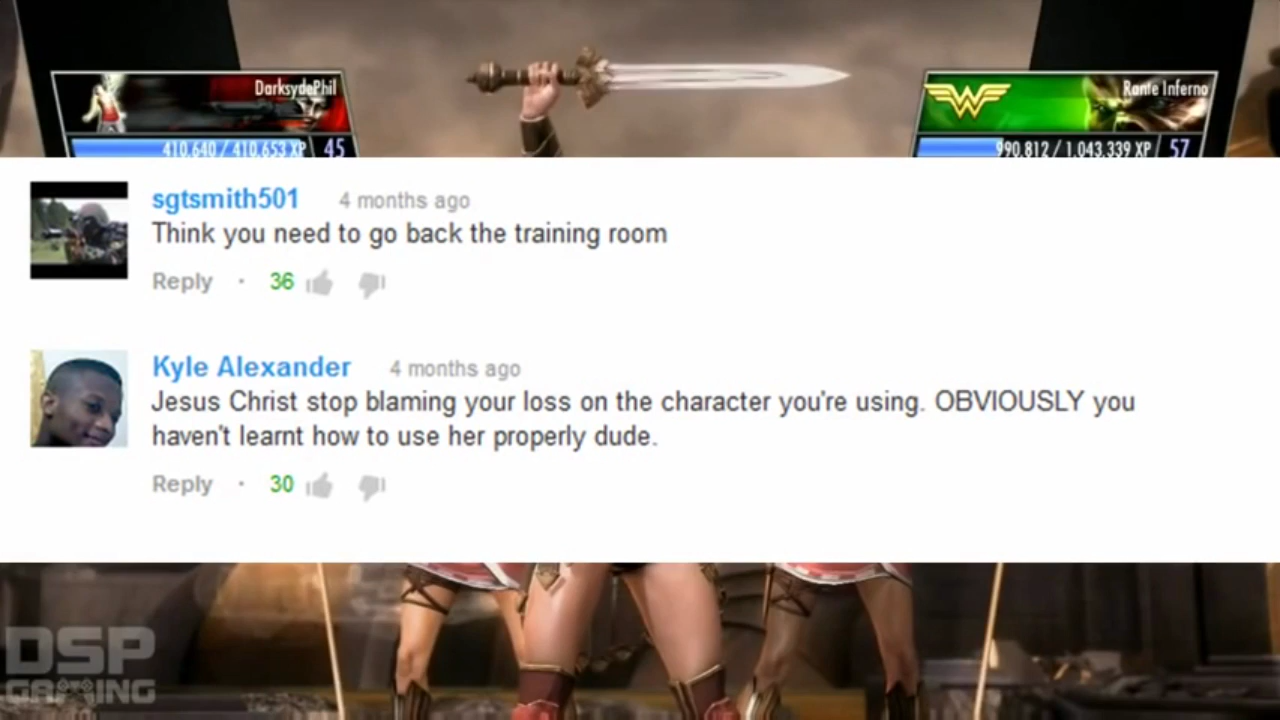 DarksydePhil
Rante Inferno
410,640 / 410,653 XP 45
990,812 / 1,043,339 XP 57
sgtsmith501 4 months ago
Think you need to go back the training room
Reply · 36
Kyle Alexander 4 months ago
Jesus Christ stop blaming your loss on the character you're using. OBVIOUSLY you
haven't learnt how to use her properly dude.
Reply · 30
DSP
GAMING